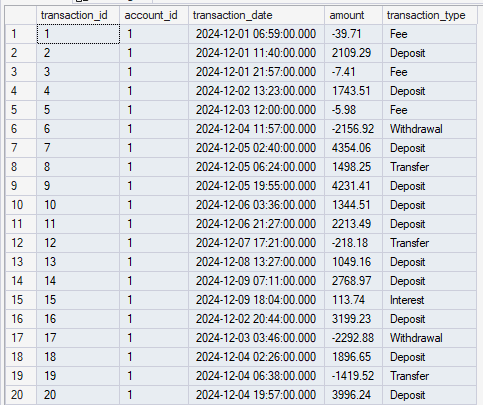 transaction_id account_id transaction_date amount transaction_type
1 1 1 2024-12-01 06:59:00.000 -39.71 Fee
2 2 1 2024-12-01 11:40:00.000 2109.29 Deposit
3 3 1 2024-12-01 21:57:00.000 -7.41 Fee
4 4 1 2024-12-02 13:23:00.000 1743.51 Deposit
5 5 1 2024-12-03 12:00:00.000 -5.98 Fee
6 6 1 2024-12-04 11:57:00.000 -2156.92 Withdrawal
7 7 1 2024-12-05 02:40:00.000 4354.06 Deposit
8 8 1 2024-12-05 06:24:00.000 1498.25 Transfer
9 9 1 2024-12-05 19:55:00.000 4231.41 Deposit
10 10 1 2024-12-06 03:36:00.000 1344.51 Deposit
11 11 1 2024-12-06 21:27:00.000 2213.49 Deposit
12 12 1 2024-12-07 17:21:00.000 -218.18 Transfer
13 13 1 2024-12-08 13:27:00.000 1049.16 Deposit
14 14 1 2024-12-09 07:11:00.000 2768.97 Deposit
15 15 1 2024-12-09 18:04:00.000 113.74 Interest
16 16 1 2024-12-02 20:44:00.000 3199.23 Deposit
17 17 1 2024-12-03 03:46:00.000 -2292.88 Withdrawal
18 18 1 2024-12-04 02:26:00.000 1896.65 Deposit
19 19 1 2024-12-04 06:38:00.000 -1419.52 Transfer
20 20 1 2024-12-04 19:57:00.000 3996.24 Deposit